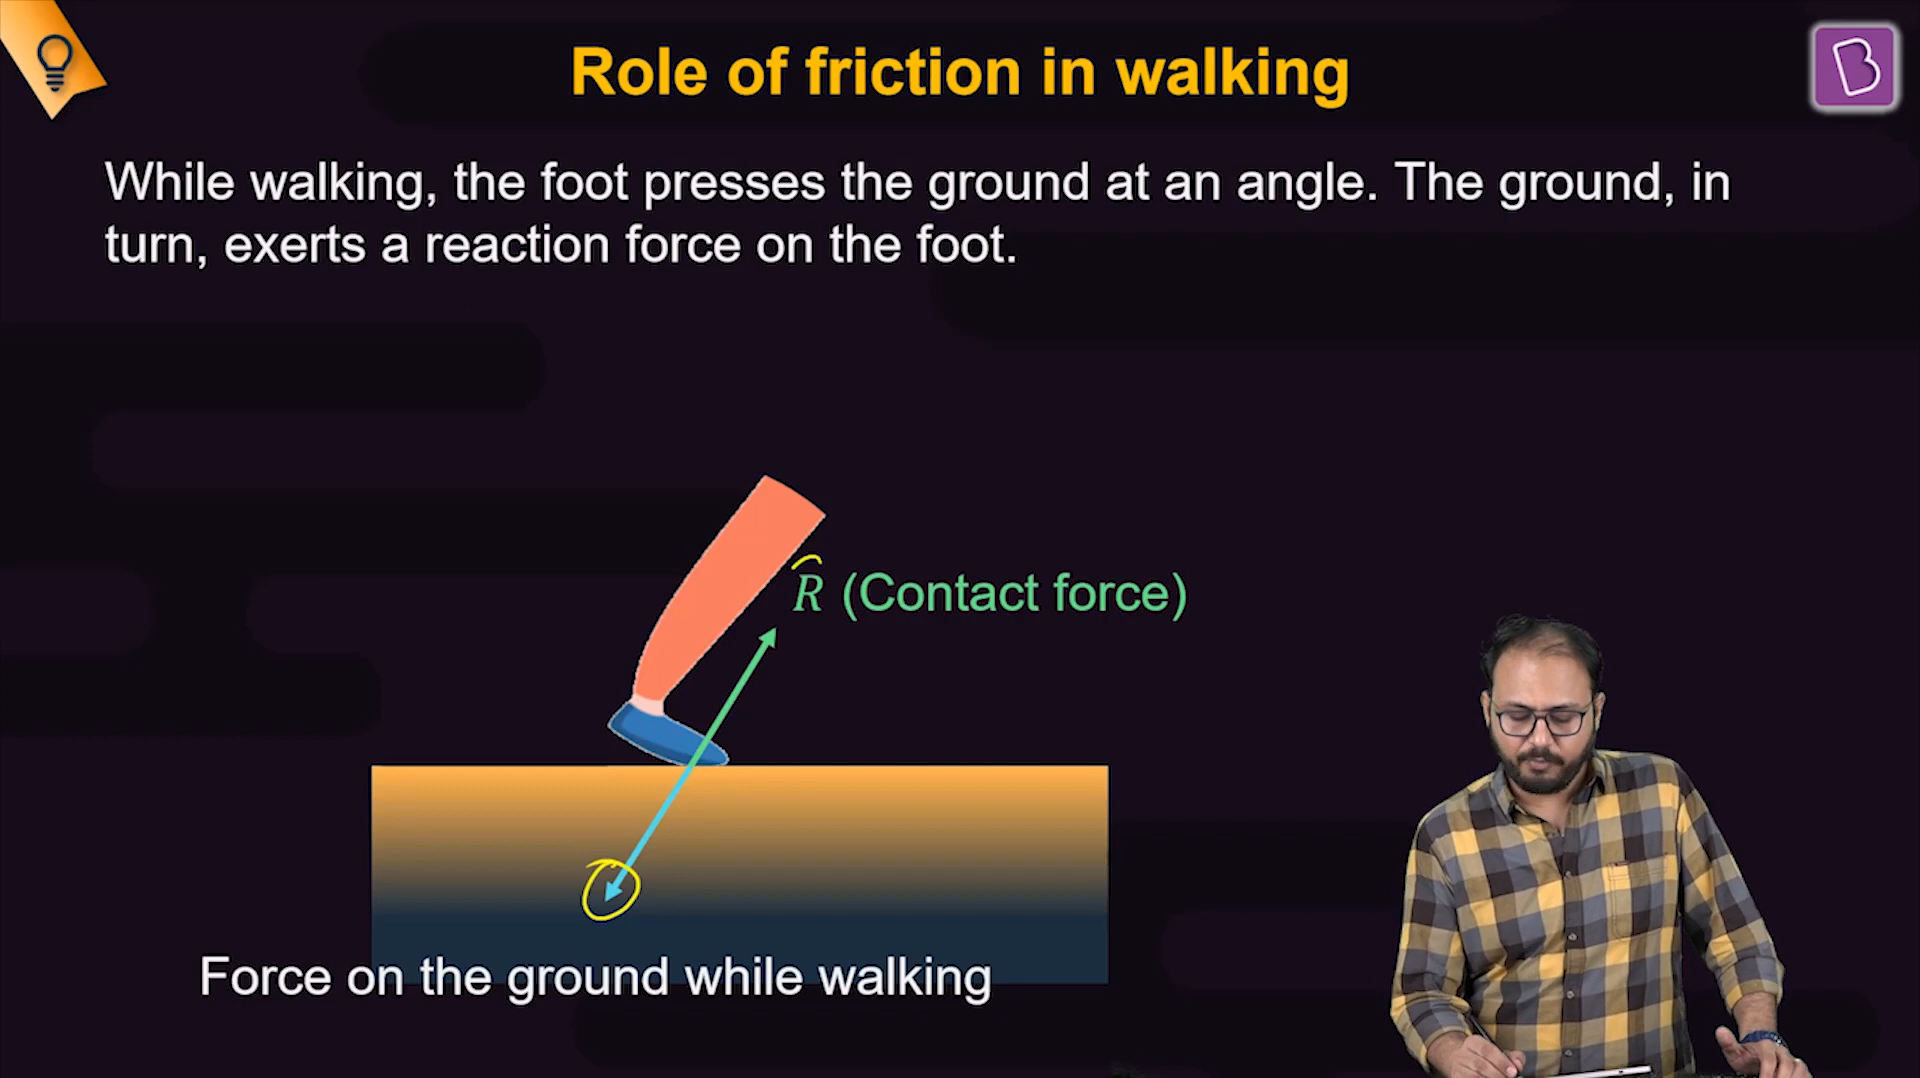 Role of friction in walking
While walking, the foot presses the ground at an angle. The ground, in
turn, exerts a reaction force on the foot.
R (Contact force)
Force on the ground while walking